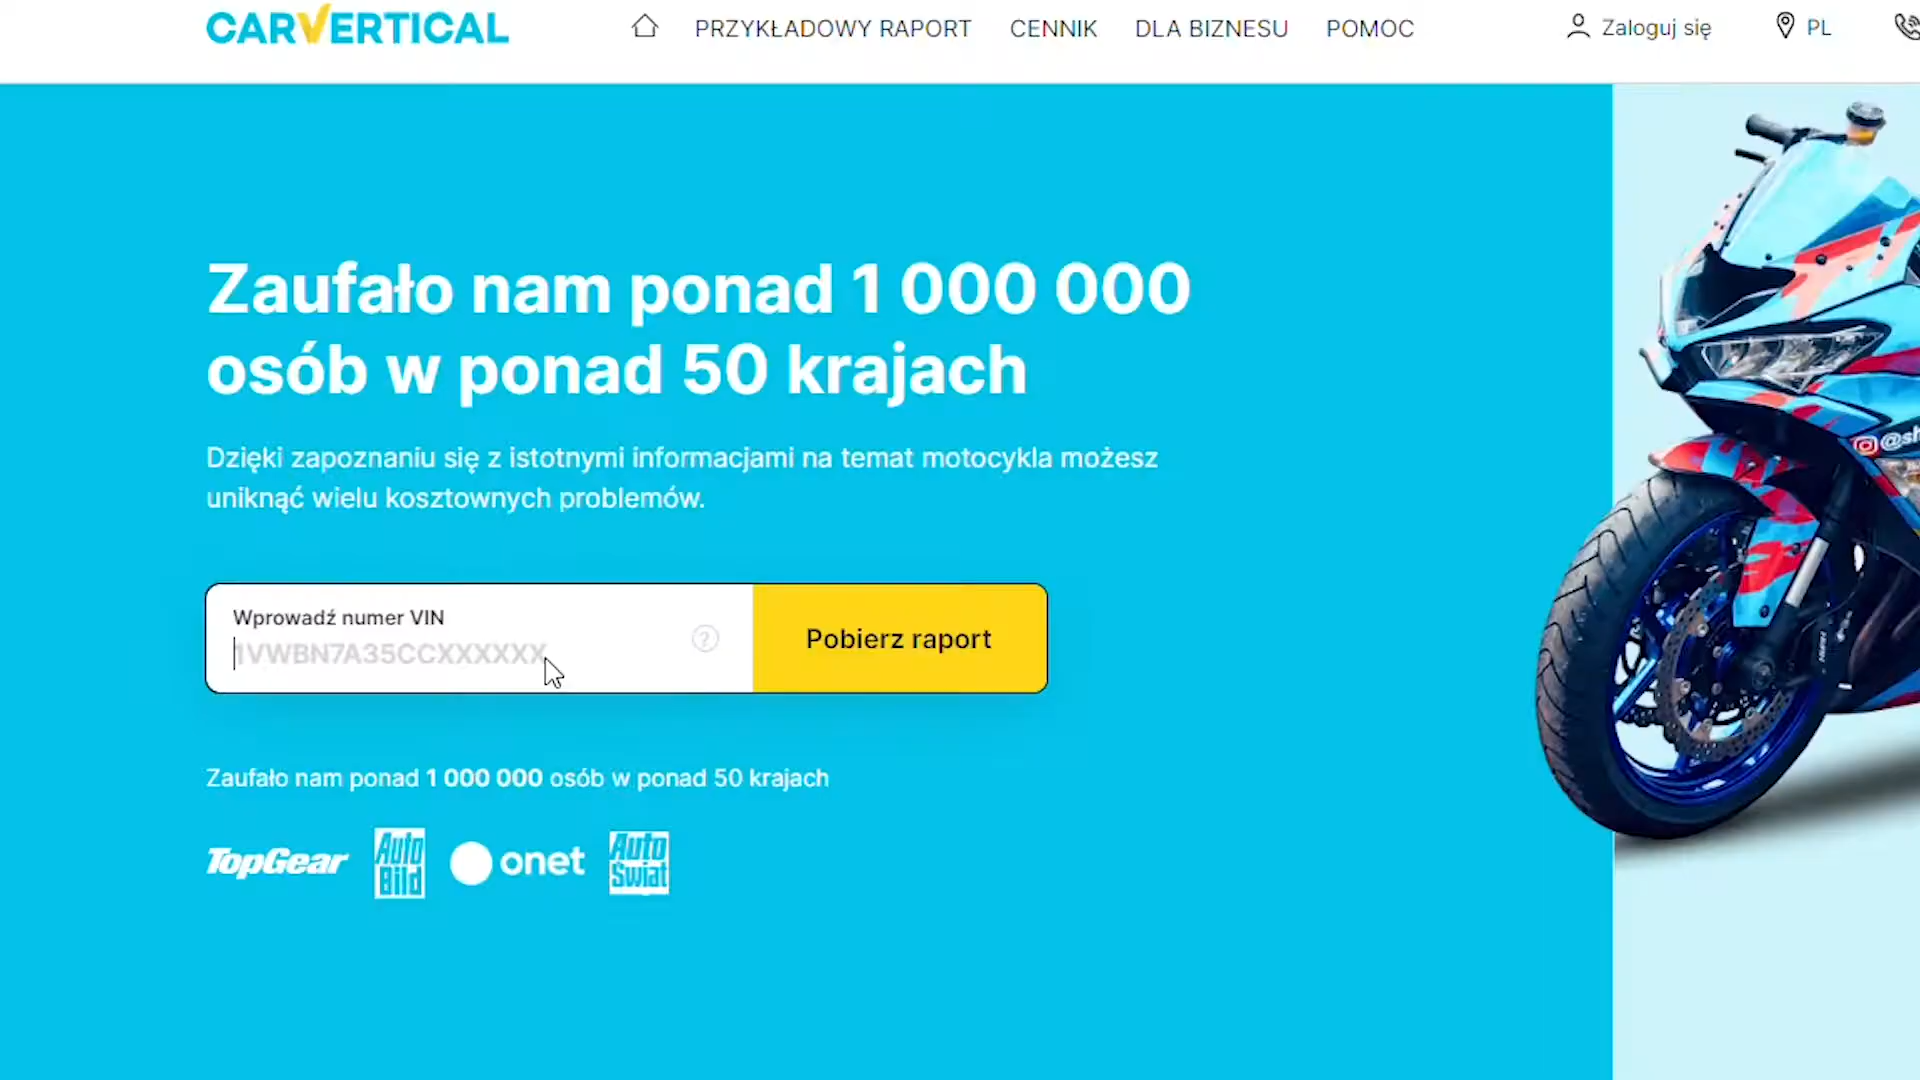 CARVERTICAL
PRZYKŁADOWY RAPORT
CENNIK
DLA BIZNESU
POMOC
Zaloguj się
PL
Zaufało nam ponad 1 000 000
osób w ponad 50 krajach
Dzięki zapoznaniu się z istotnymi informacjami na temat motocykla możesz
uniknąć wielu kosztownych problemów.
Wprowadź numer VIN
1VWBN7A35CCXXXXXX
?
Pobierz raport
Zaufało nam ponad 1 000 000 osób w ponad 50 krajach
TopGear
Auto
Bild
onet
Auto
Świat